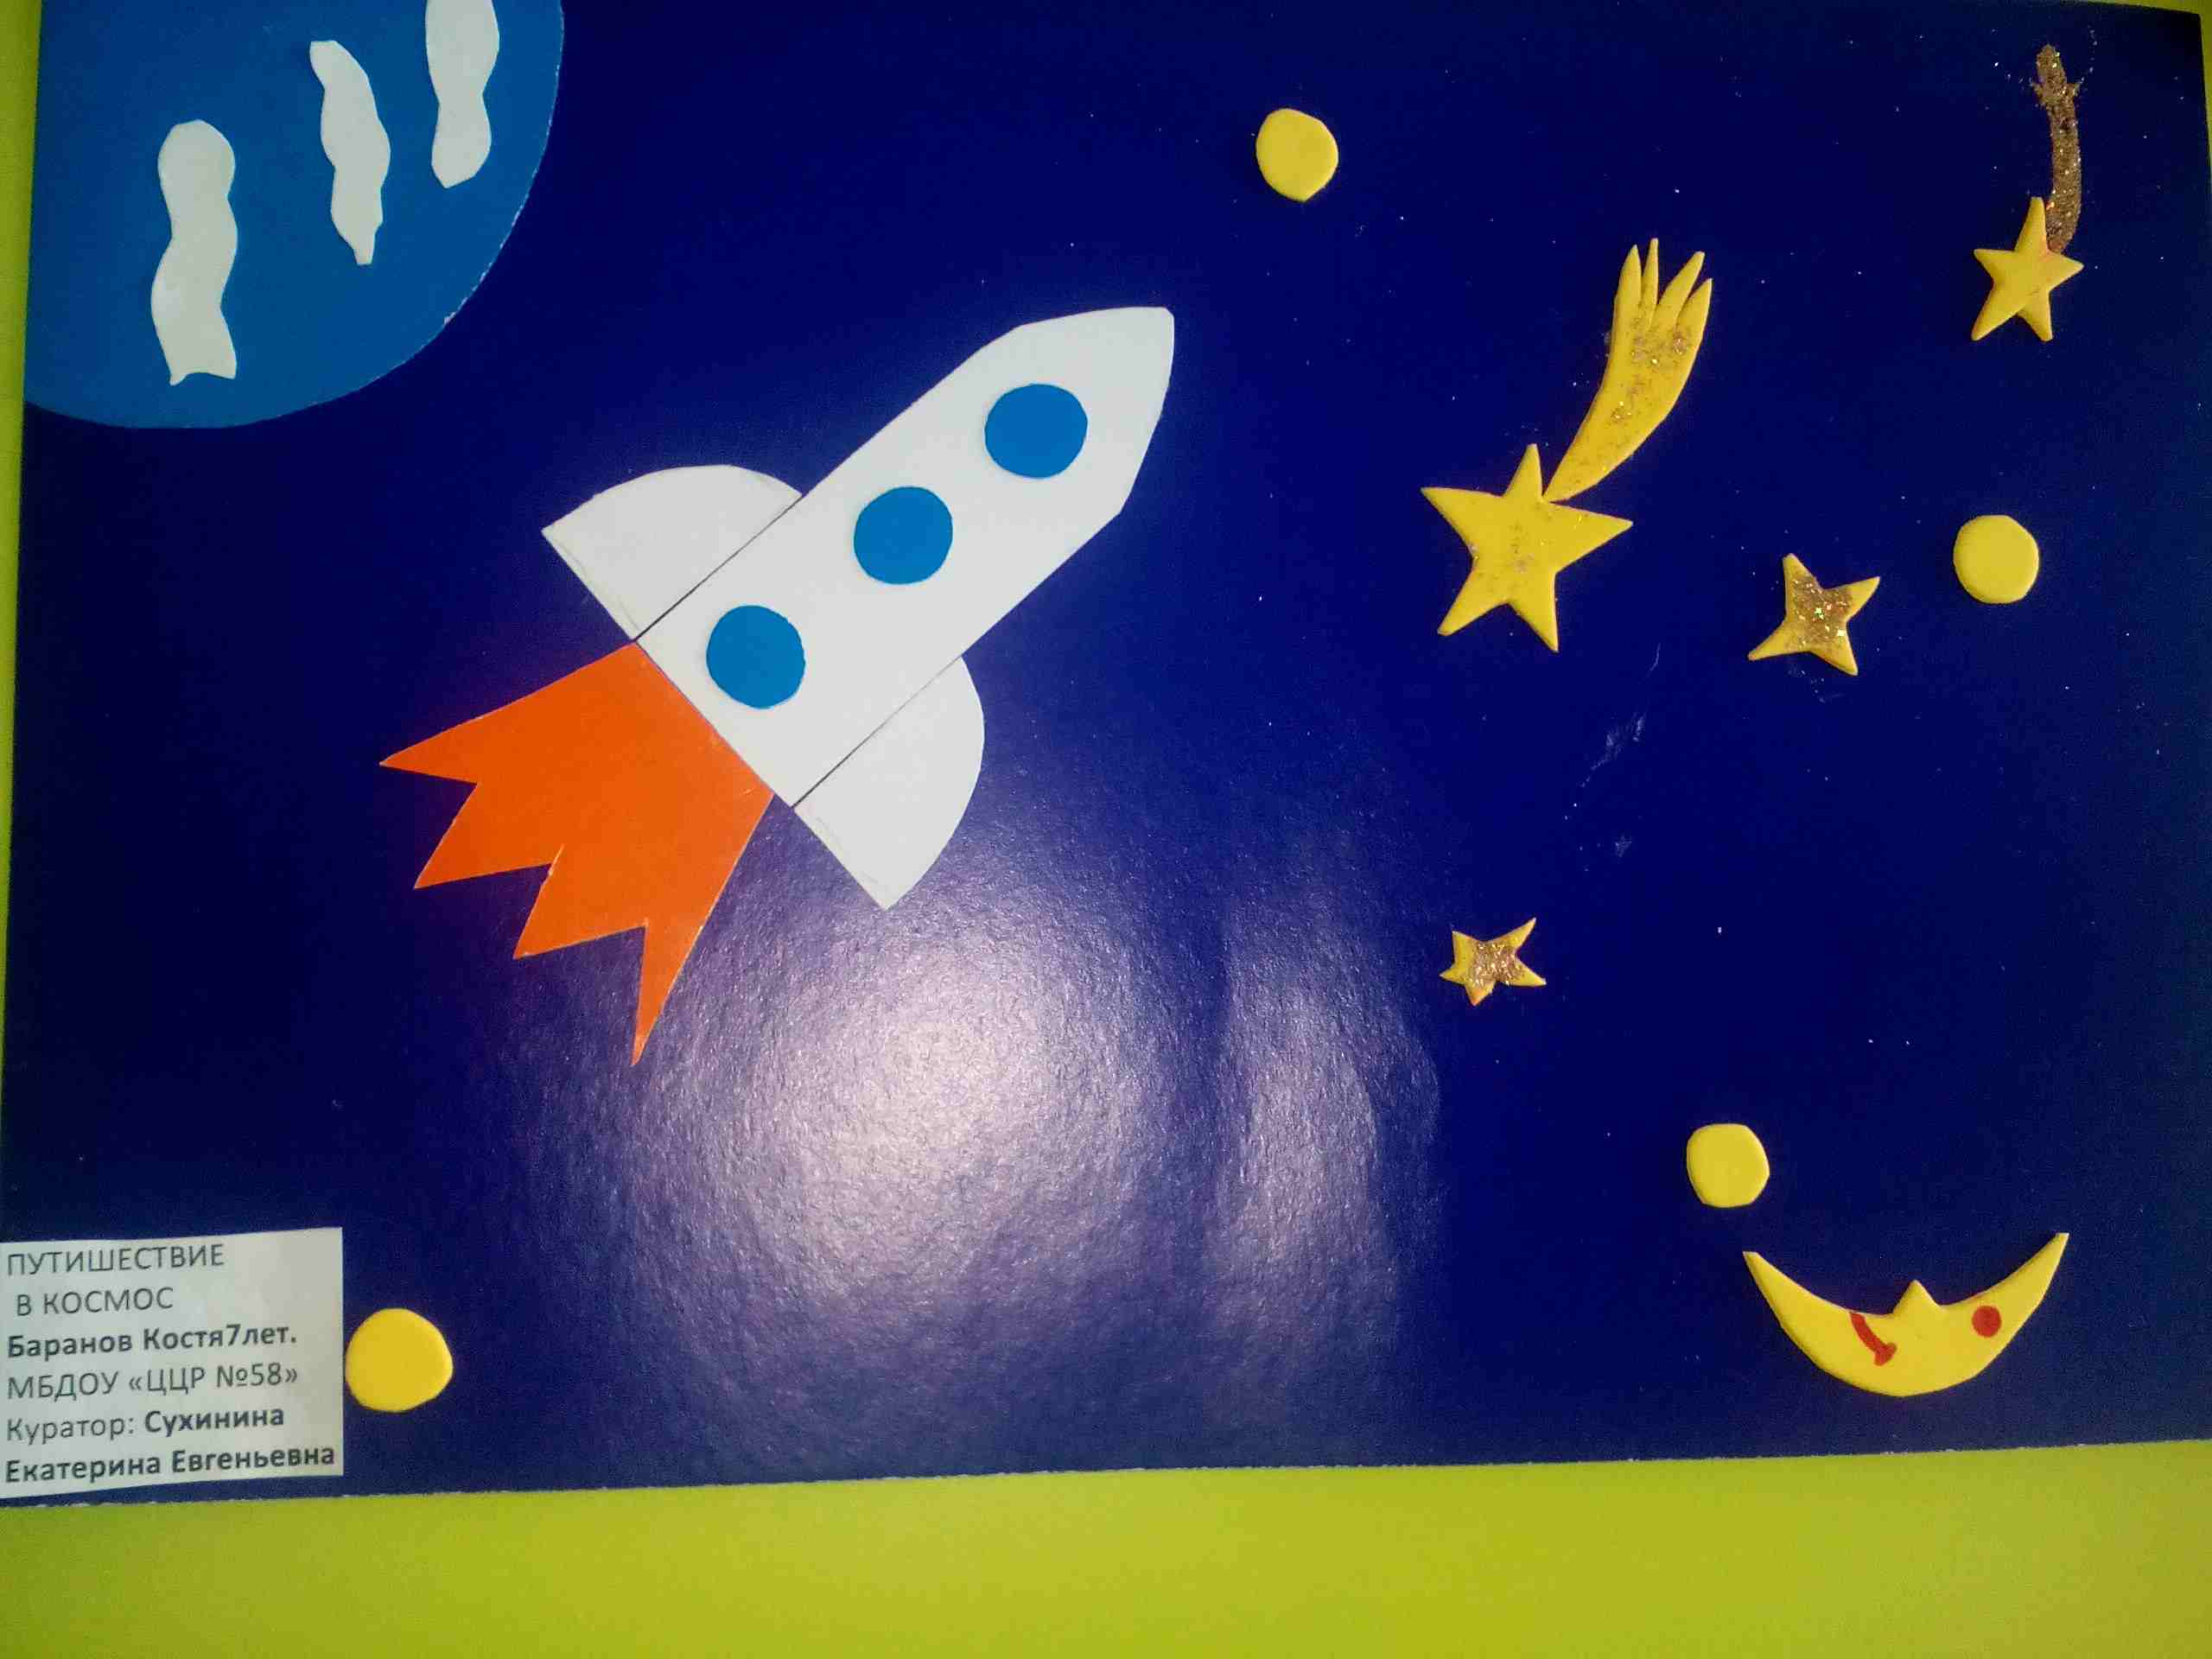 ПУТИШЕСТВИЕ
В КОСМОС
Баранов Костя7лет.
МБДОУ «ЦЦР №58»
Куратор: Сухинина
Екатерина Евгеньевна